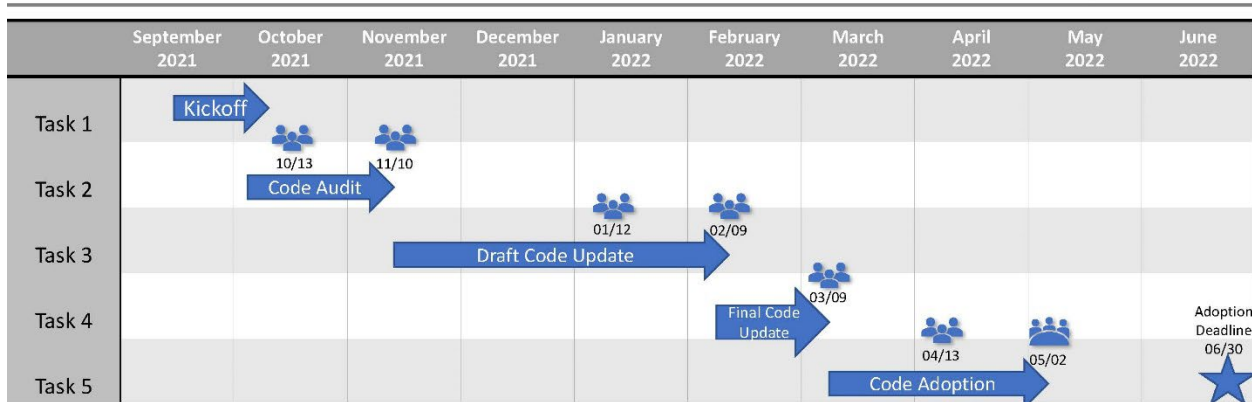 September 2021
October 2021
November 2021
December 2021
January 2022
February 2022
March 2022
April 2022
May 2022
June 2022
Task 1
Kickoff
10/13
11/10
Task 2
Code Audit
01/12
02/09
Task 3
Draft Code Update
03/09
Task 4
Final Code
Update
04/13
05/02
Adoption
Deadline
06/30
Task 5
Code Adoption